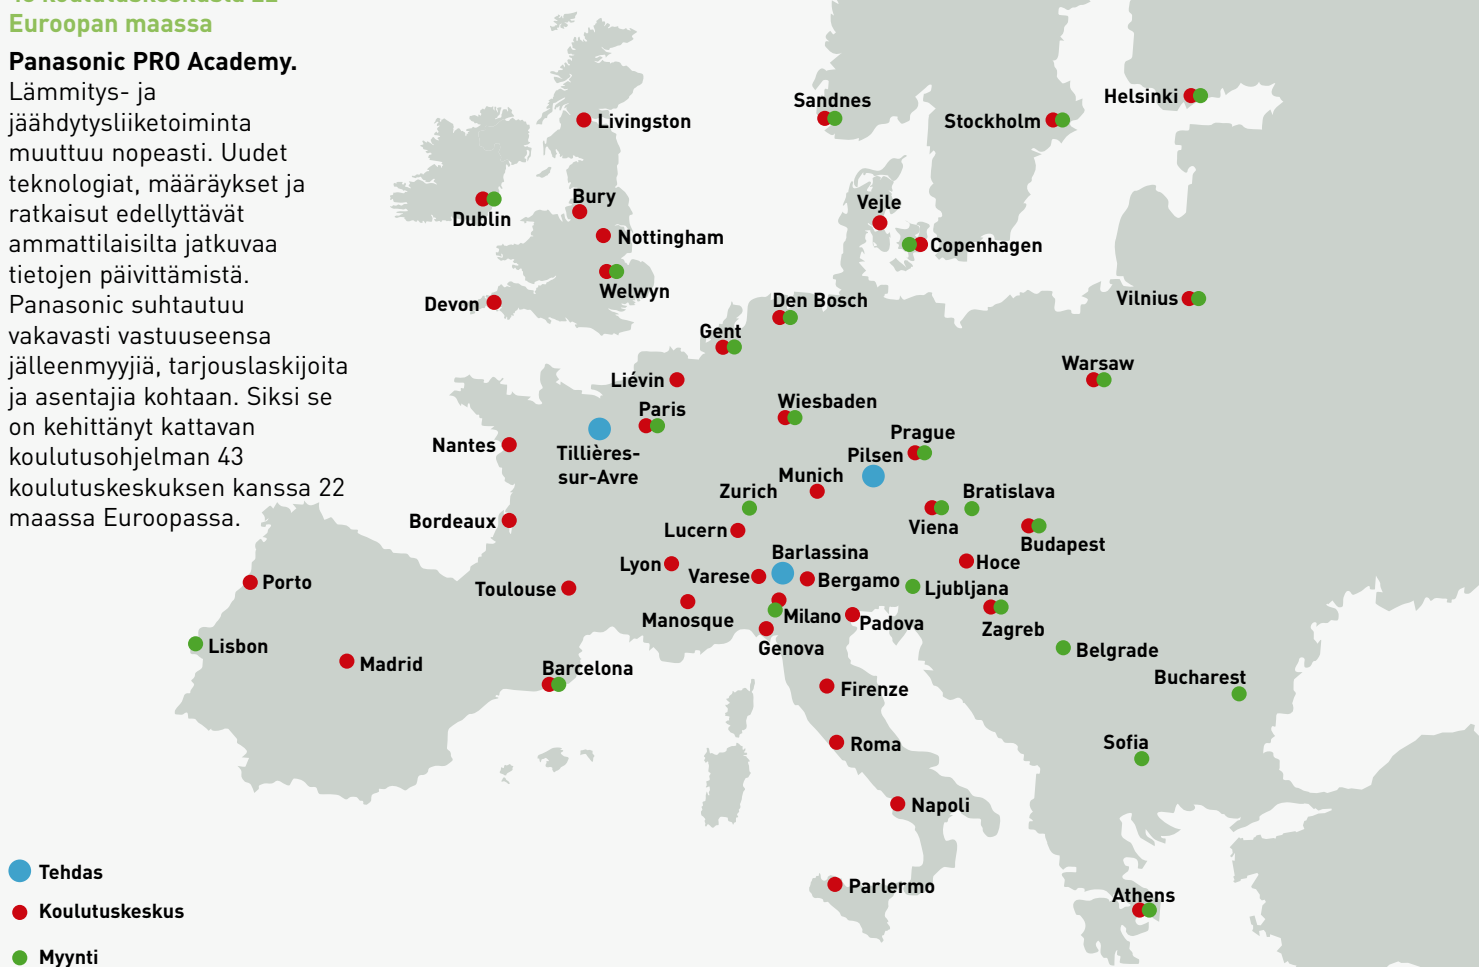 Euroopan maassa
Panasonic PRO Academy.
Lämmitys- ja
jäähdytysliiketoiminta
muuttuu nopeasti. Uudet
teknologiat, määräykset ja
ratkaisut edellyttävät
ammattilaisilta jatkuvaa
tietojen päivittämistä.
Panasonic suhtautuu
vakavasti vastuuseensa
jälleenmyyjiä, tarjouslaskijoita
ja asentajia kohtaan. Siksi se
on kehittänyt kattavan
koulutusohjelman 43
koulutuskeskuksen kanssa 22
maassa Euroopassa.
Sandnes
Helsinki
Livingston
Stockholm
Bury
Vejle
Dublin
Nottingham
Copenhagen
Welwyn
Devon
Den Bosch
Vilnius
Gent
Warsaw
Liévin
Wiesbaden
Paris
Prague
Nantes
Tillières-
sur-Avre
Pilsen
Munich
Zurich
Bratislava
Bordeaux
Lucern
Viena
Budapest
Barlassina
Lyon
Hoce
Varese
Bergamo
Porto
Toulouse
Ljubljana
Manosque
Milano
Padova
Zagreb
Lisbon
Genova
Belgrade
Madrid
Barcelona
Bucharest
Firenze
Roma
Sofia
Napoli
Parlermo
Athens
Tehdas
Koulutuskeskus
Myynti